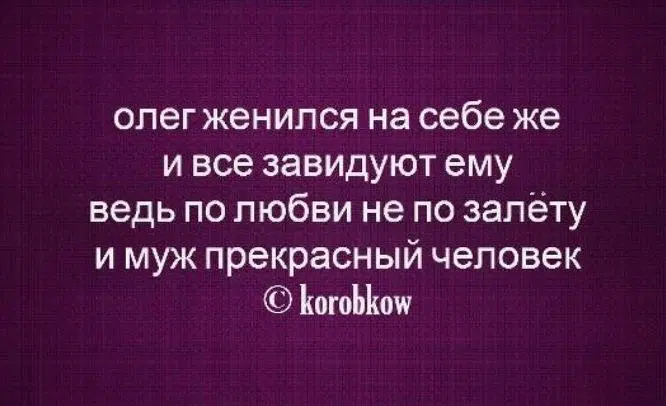 олег женился на себе же
и все завидуют ему
ведь по любви не по залёту
и муж прекрасный человек
© korobkow